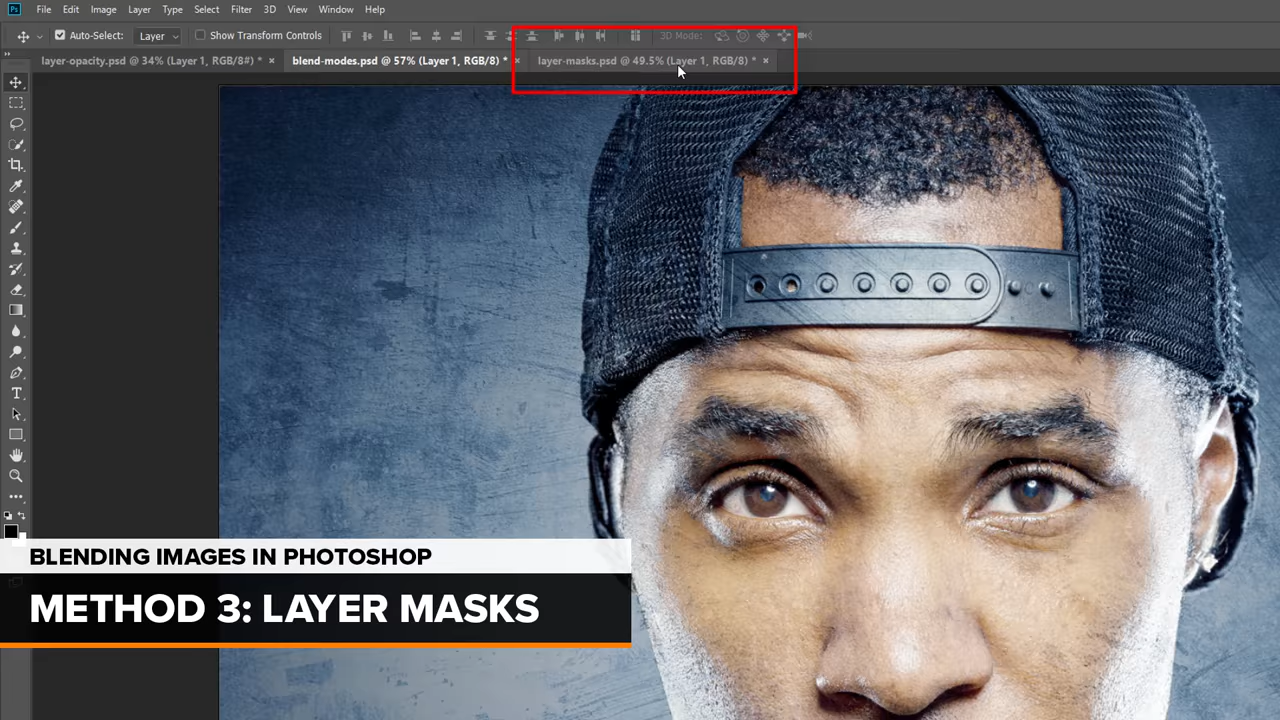 Ps File Edit Image Layer Type Select Filter 3D View Window Help
Auto-Select: Layer Show Transform Controls 3D Mode:
layer-opacity.psd @ 34% (Layer 1, RGB/8#) * × blend-modes.psd @ 57% (Layer 1, RGB/8) * × layer-masks.psd @ 49.5% (Layer 1, RGB/8) * ×
BLENDING IMAGES IN PHOTOSHOP
METHOD 3: LAYER MASKS